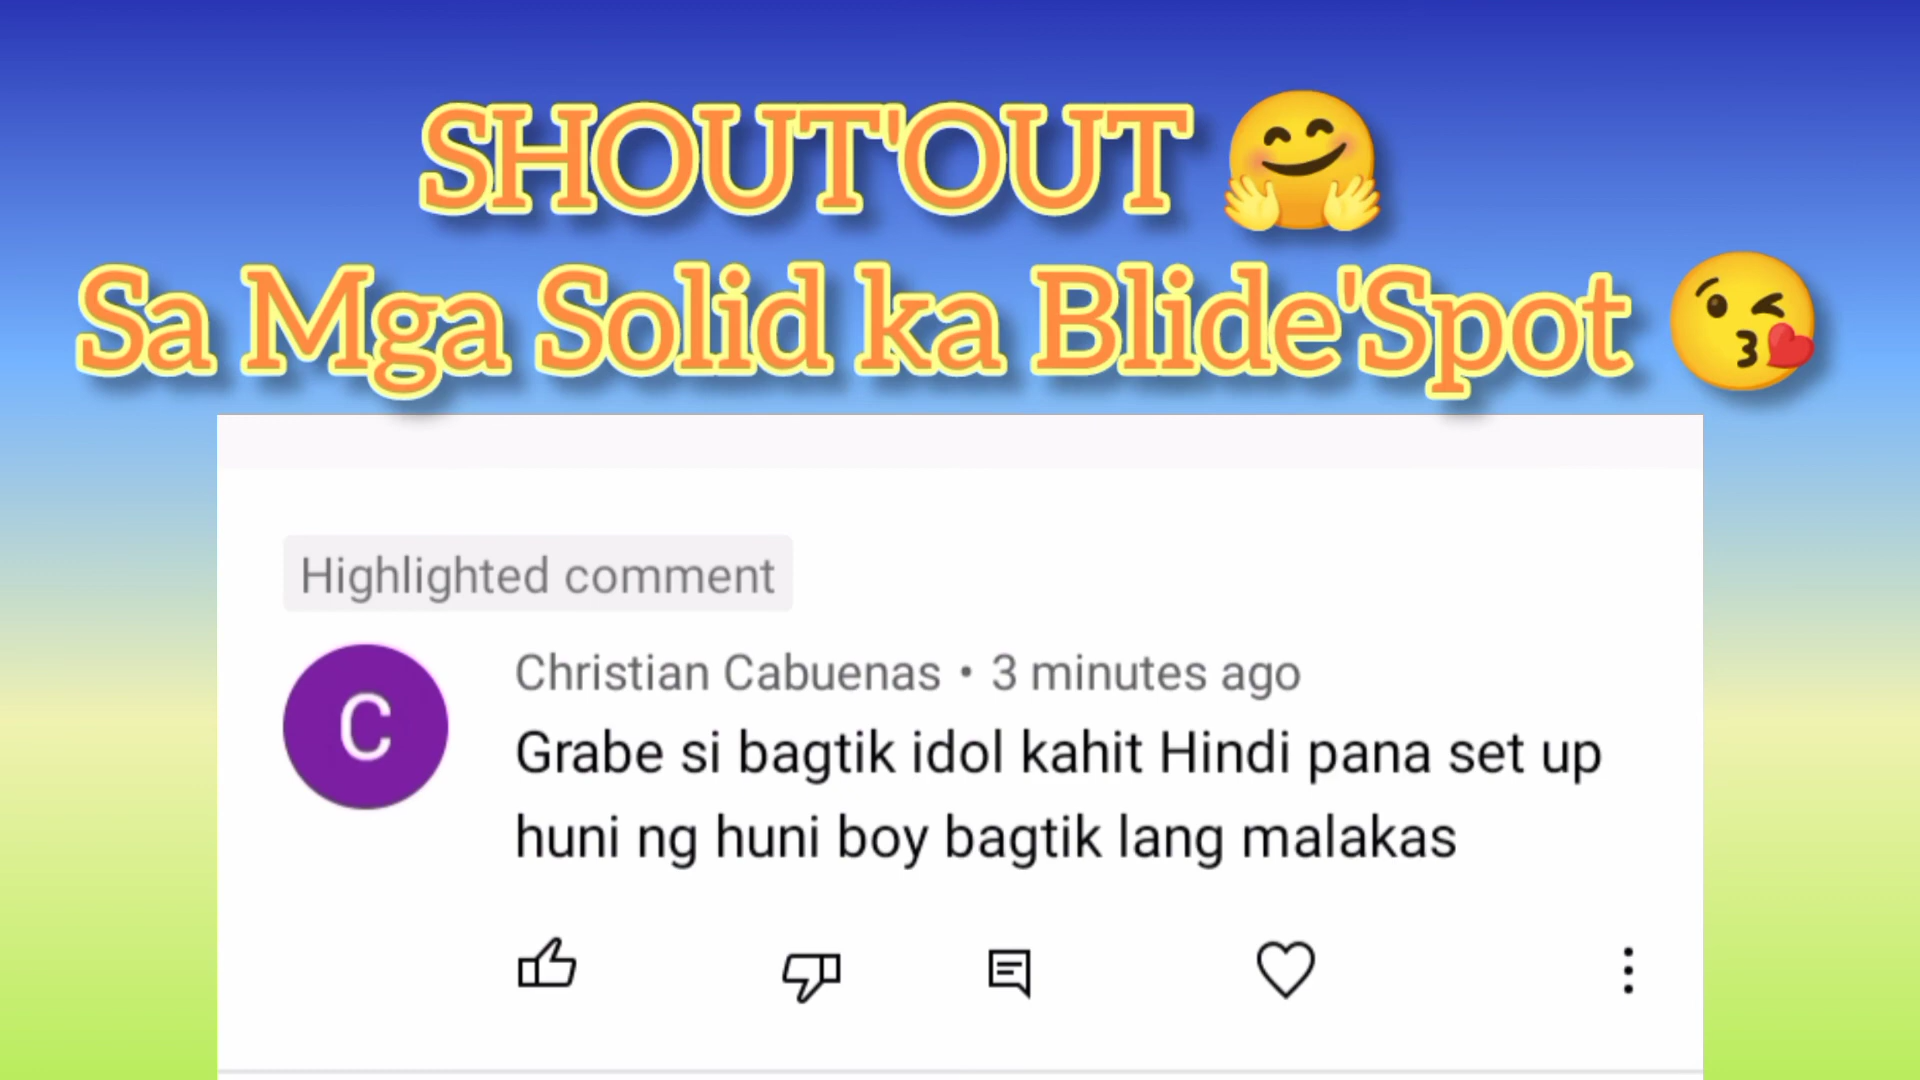 SHOUT'OUT 🤗
Sa Mga Solid ka Blide'Spot 😘
Highlighted comment
C
Christian Cabuenas • 3 minutes ago
Grabe si bagtik idol kahit Hindi pana set up
huni ng huni boy bagtik lang malakas